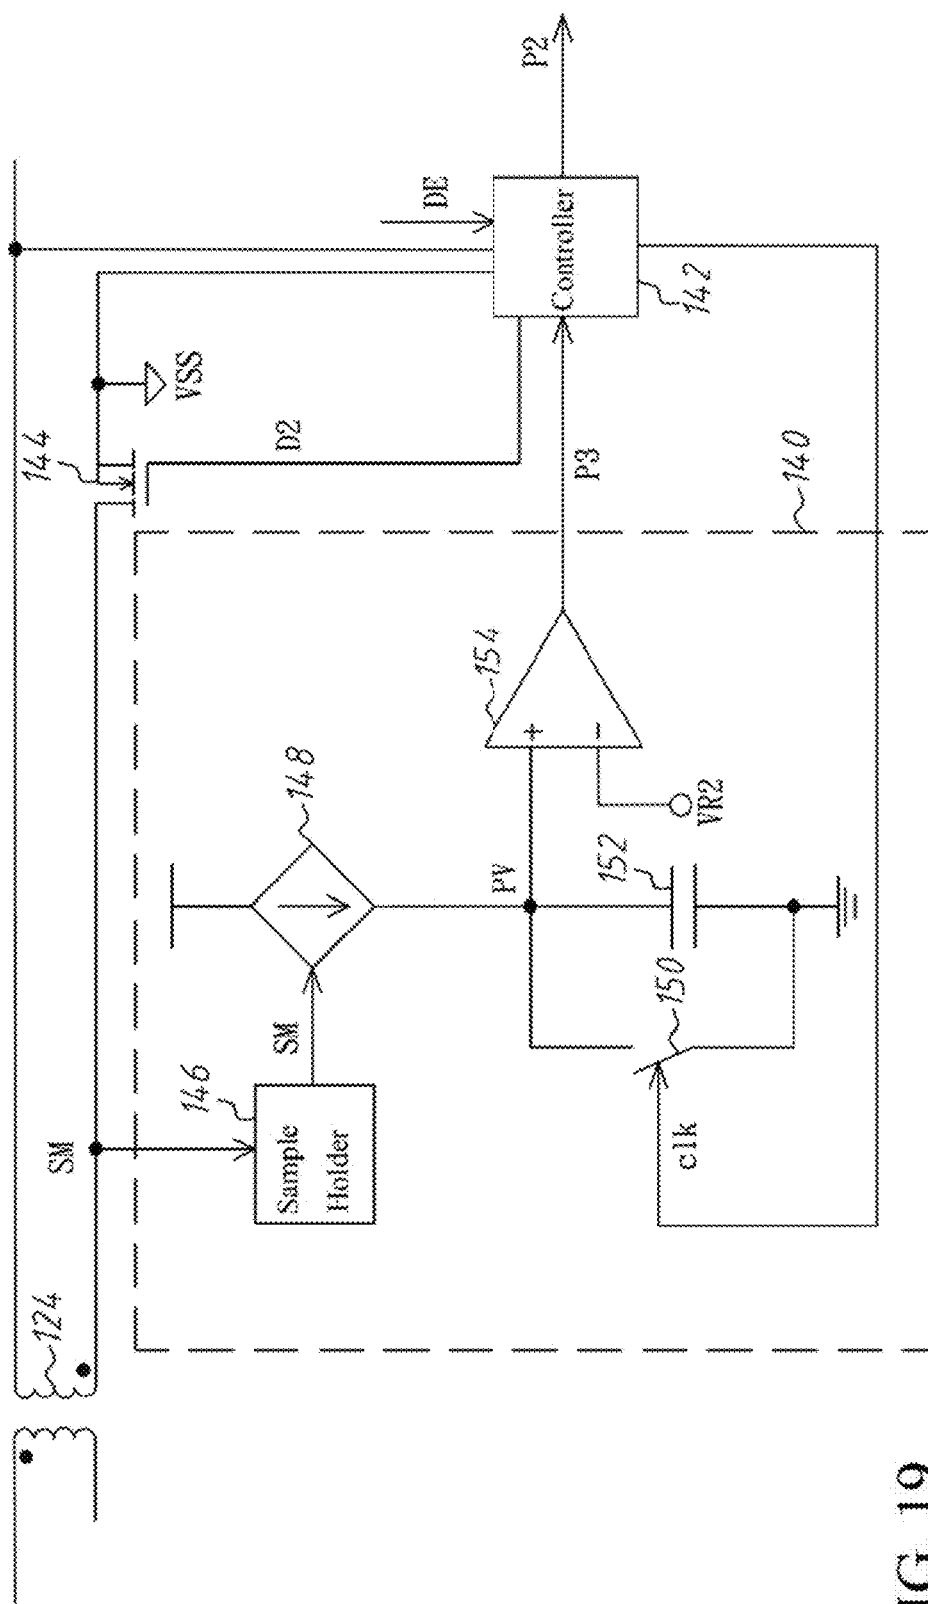 124
SM
144
VSS
D2
DE
P2
146
Sample
Holder
SM
148
PV
154
+
-
VR2
152
150
clk
P3
Controller
142
140
IG. 19